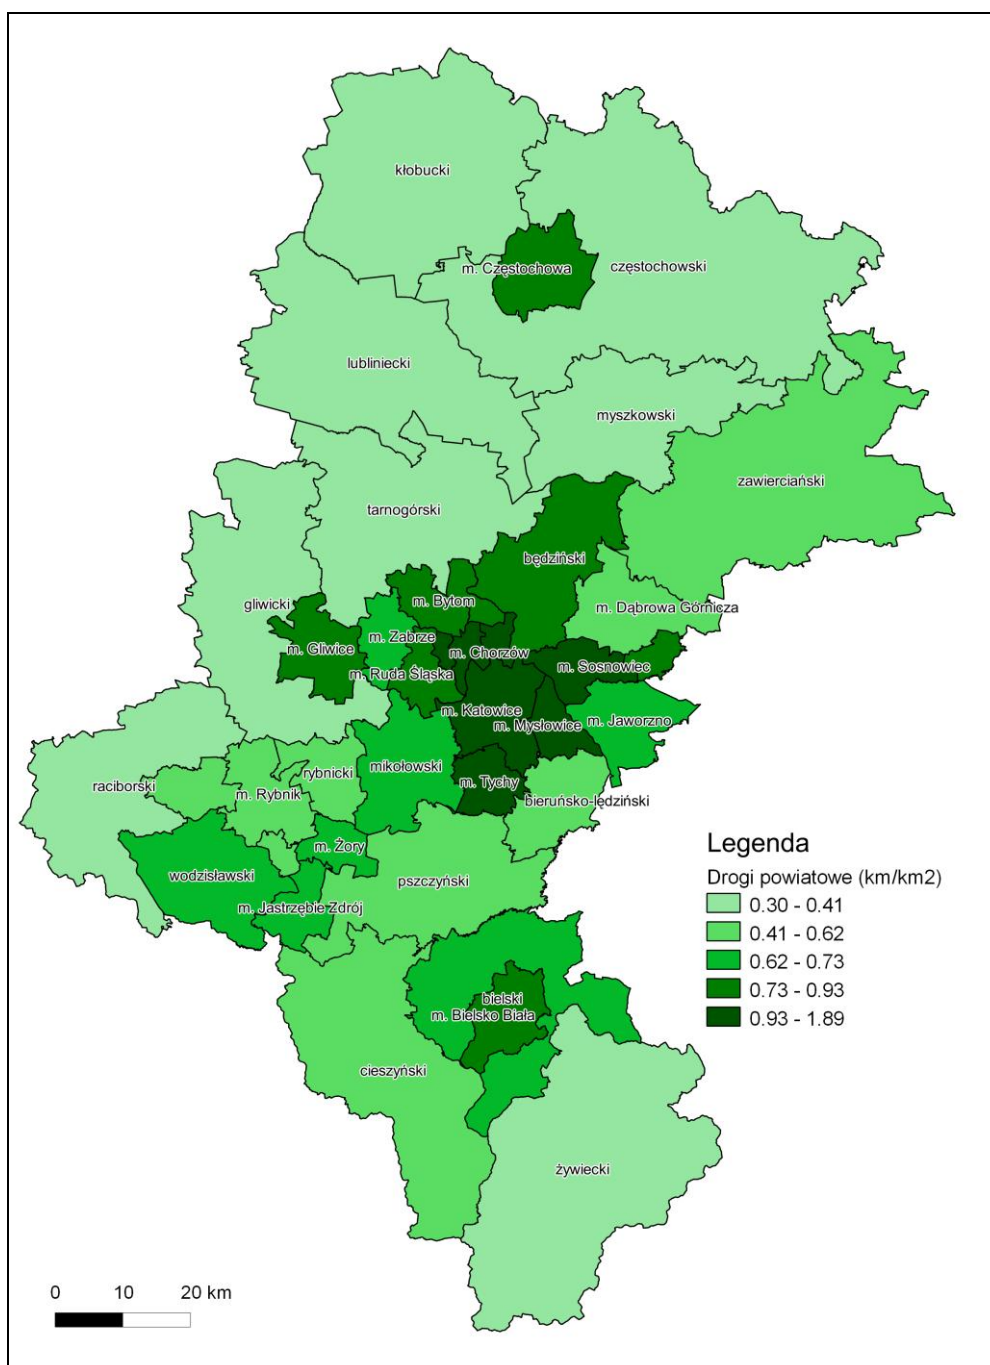 kłobucki
m. Częstochowa
częstochowski
lubliniecki
myszkowski
zawierciański
tarnogórski
będziński
gliwicki
m. Bytom
m. Dąbrowa Górnicza
m. Zabrze
m. Gliwice
m. Chorzów
m. Sosnowiec
m. Ruda Śląska
m. Katowice
m. Mysłowice
m. Jaworzno
raciborski
rybnicki
mikołowski
m. Tychy
m. Rybnik
bieruńsko-lędziński
m. Żory
wodzisławski
pszczyński
m. Jastrzębie Zdrój
bielski
m. Bielsko Biała
cieszyński
żywiecki
Legenda
Drogi powiatowe (km/km2)
0.30 - 0.41
0.41 - 0.62
0.62 - 0.73
0.73 - 0.93
0.93 - 1.89
0 10 20 km